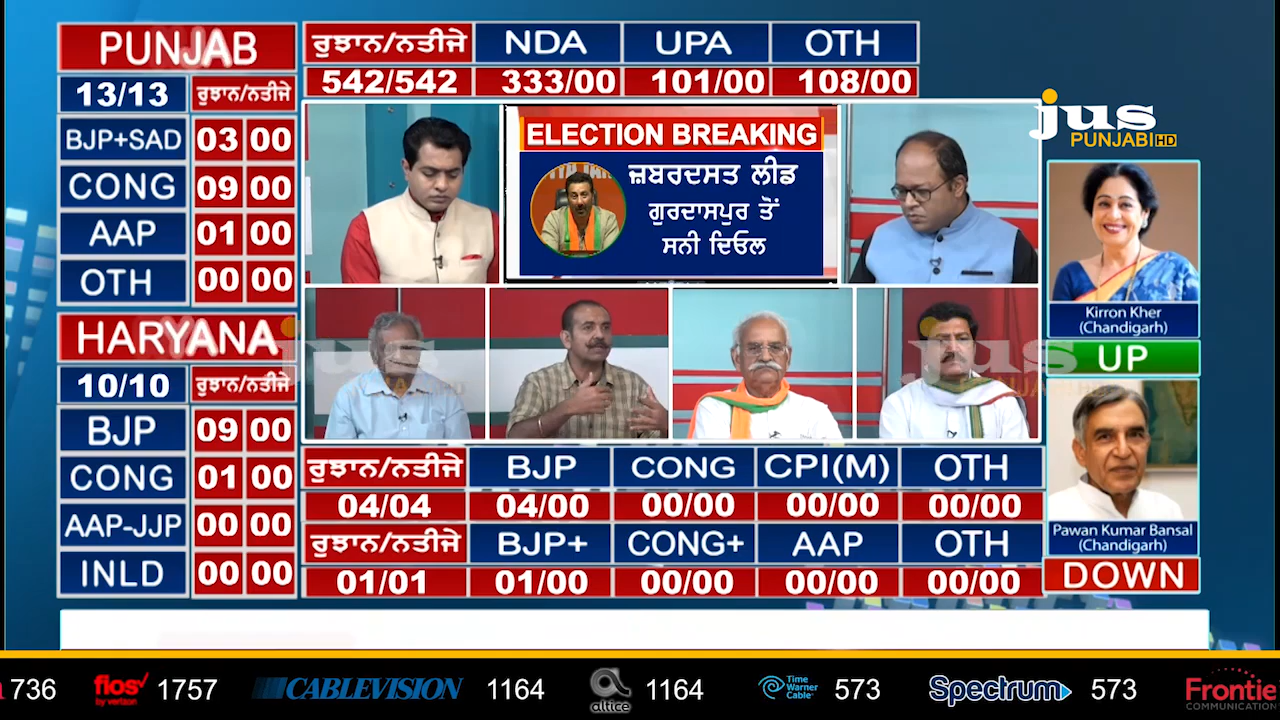 PUNJAB
13/13 ਰੁਝਾਨ/ਨਤੀਜੇ
BJP+SAD 03 00
CONG 09 00
AAP 01 00
OTH 00 00
HARYANA
10/10 ਰੁਝਾਨ/ਨਤੀਜੇ
BJP 09 00
CONG 01 00
AAP-JJP 00 00
INLD 00 00
ਰੁਝਾਨ/ਨਤੀਜੇ NDA UPA OTH
542/542 333/00 101/00 108/00
jus
PUNJABI HD
ELECTION BREAKING
ਜ਼ਬਰਦਸਤ ਲੀਡ
ਗੁਰਦਾਸਪੁਰ ਤੋਂ
ਸਨੀ ਦਿਓਲ
jus
jus
ਰੁਝਾਨ/ਨਤੀਜੇ BJP CONG CPI(M) OTH
04/04 04/00 00/00 00/00 00/00
ਰੁਝਾਨ/ਨਤੀਜੇ BJP+ CONG+ AAP OTH
01/01 01/00 00/00 00/00 00/00
Kirron Kher
(Chandigarh)
UP
Pawan Kumar Bansal
(Chandigarh)
DOWN
736 fios by verizon 1757 CABLEVISION 1164 altice 1164 Time Warner Cable 573 Spectrum 573 Frontie
COMMUNICATION